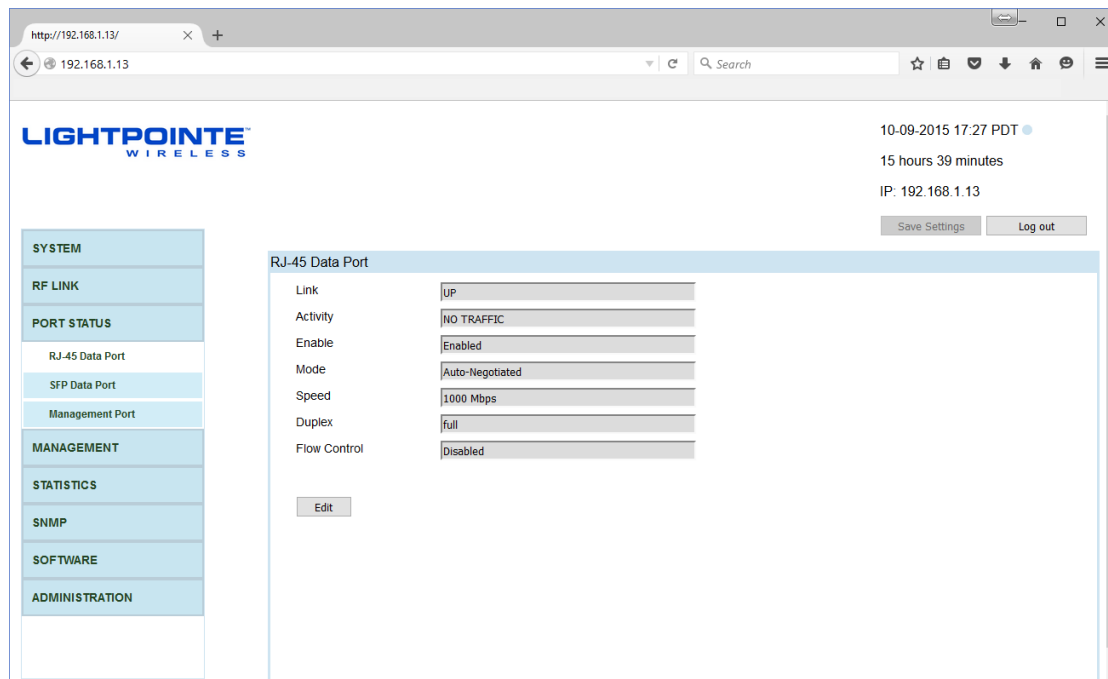 http://192.168.1.13/
192.168.1.13
Search
LIGHTPOINTE™
WIRELESS
10-09-2015 17:27 PDT
15 hours 39 minutes
IP: 192.168.1.13
Save Settings
Log out
SYSTEM
RF LINK
PORT STATUS
RJ-45 Data Port
SFP Data Port
Management Port
MANAGEMENT
STATISTICS
SNMP
SOFTWARE
ADMINISTRATION
RJ-45 Data Port
Link UP
Activity NO TRAFFIC
Enable Enabled
Mode Auto-Negotiated
Speed 1000 Mbps
Duplex full
Flow Control Disabled
Edit